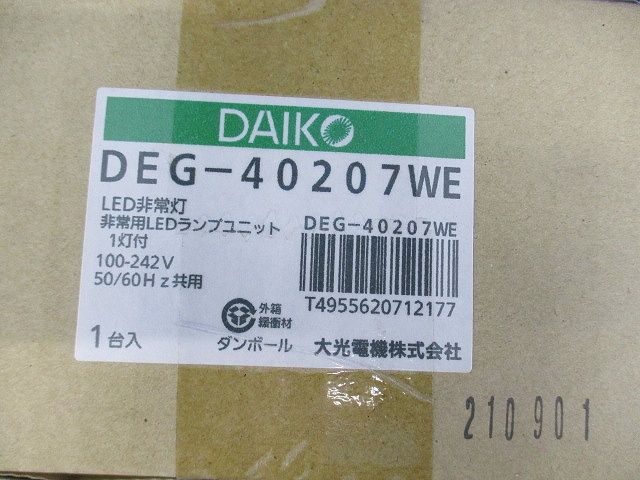 DAIKO
DEG-40207WE
LED非常灯
非常用LEDランプユニット
1灯付
100-242V
50/60Hz共用
1台入
DEG-40207WE
T4955620712177
外箱
緩衝材
ダンボール
大光電機株式会社
210901